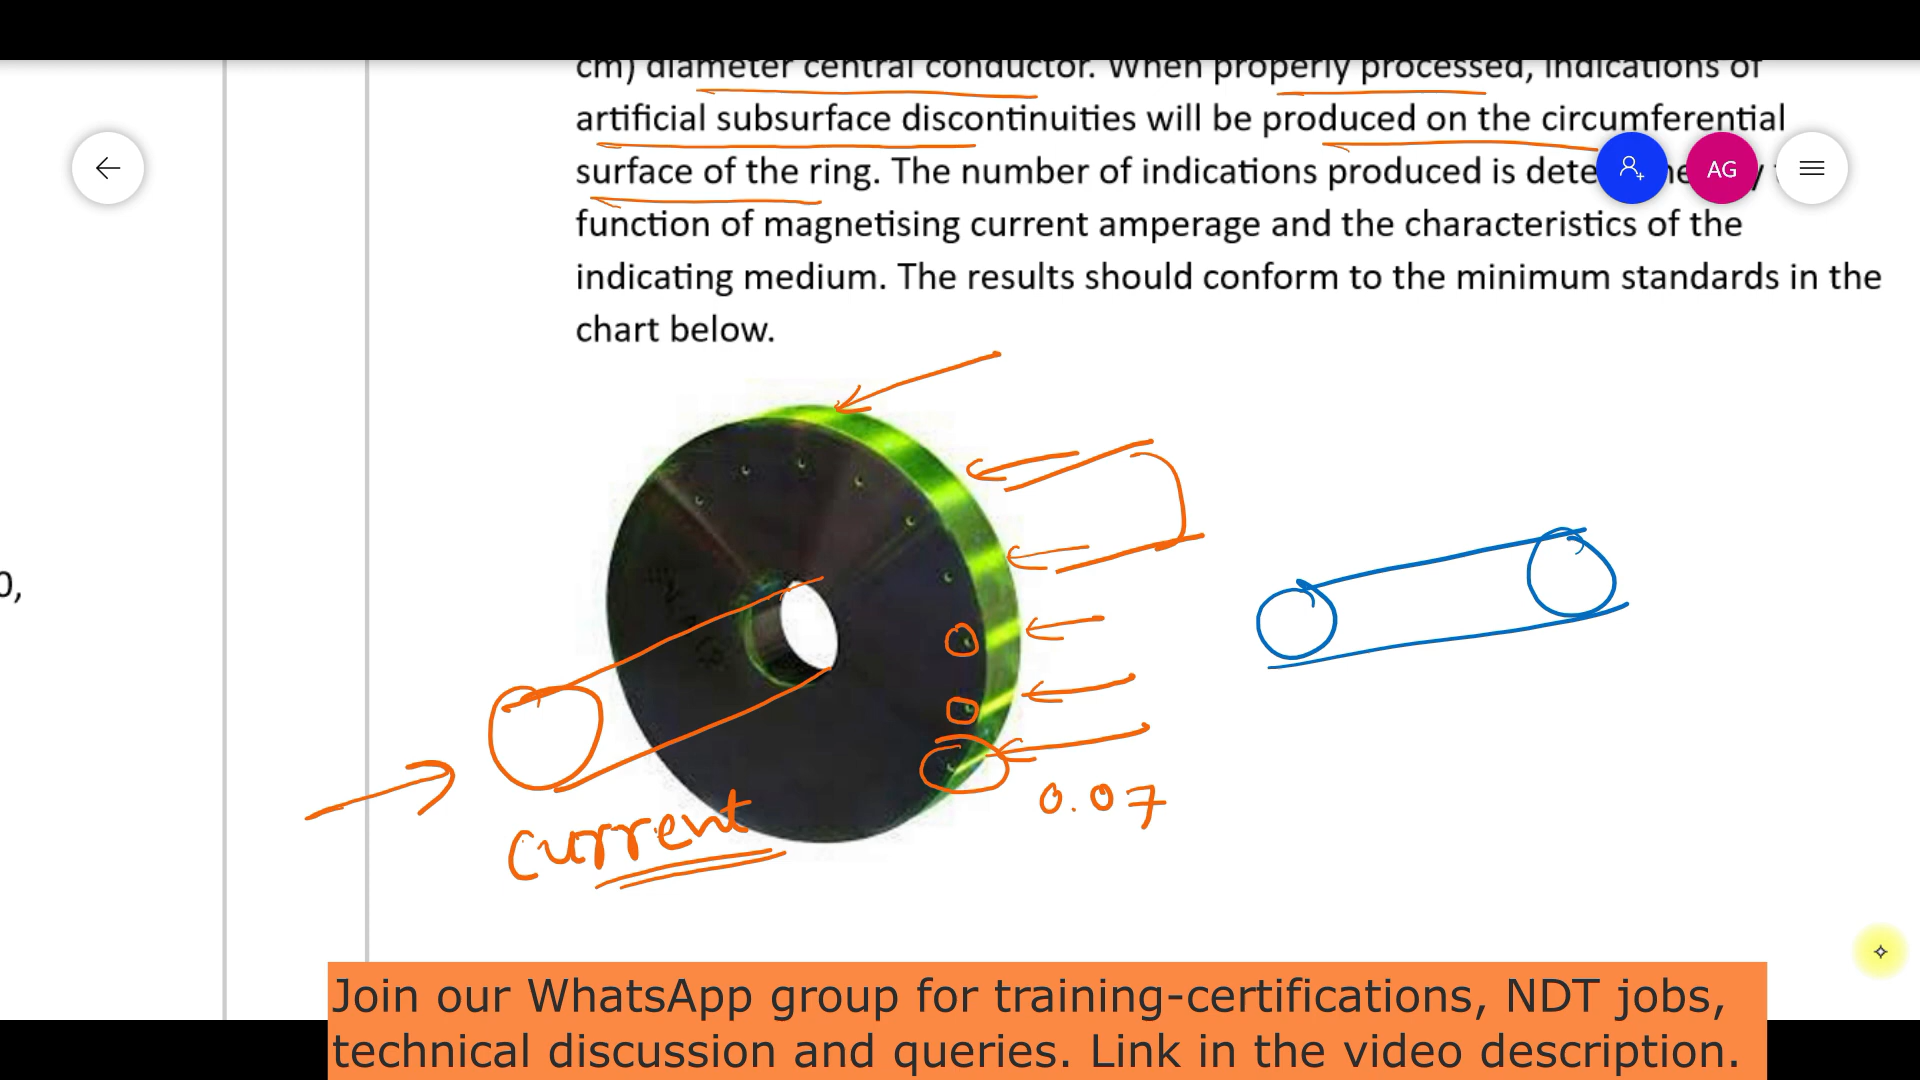 cm) diameter central conductor. When properly processed, indications of
artificial subsurface discontinuities will be produced on the circumferential
surface of the ring. The number of indications produced is
AG
function of magnetising current amperage and the characteristics of the
indicating medium. The results should conform to the minimum standards in the
chart below.
0,
0.07
current
Join our WhatsApp group for training-certifications, NDT jobs,
technical discussion and queries. Link in the video description.